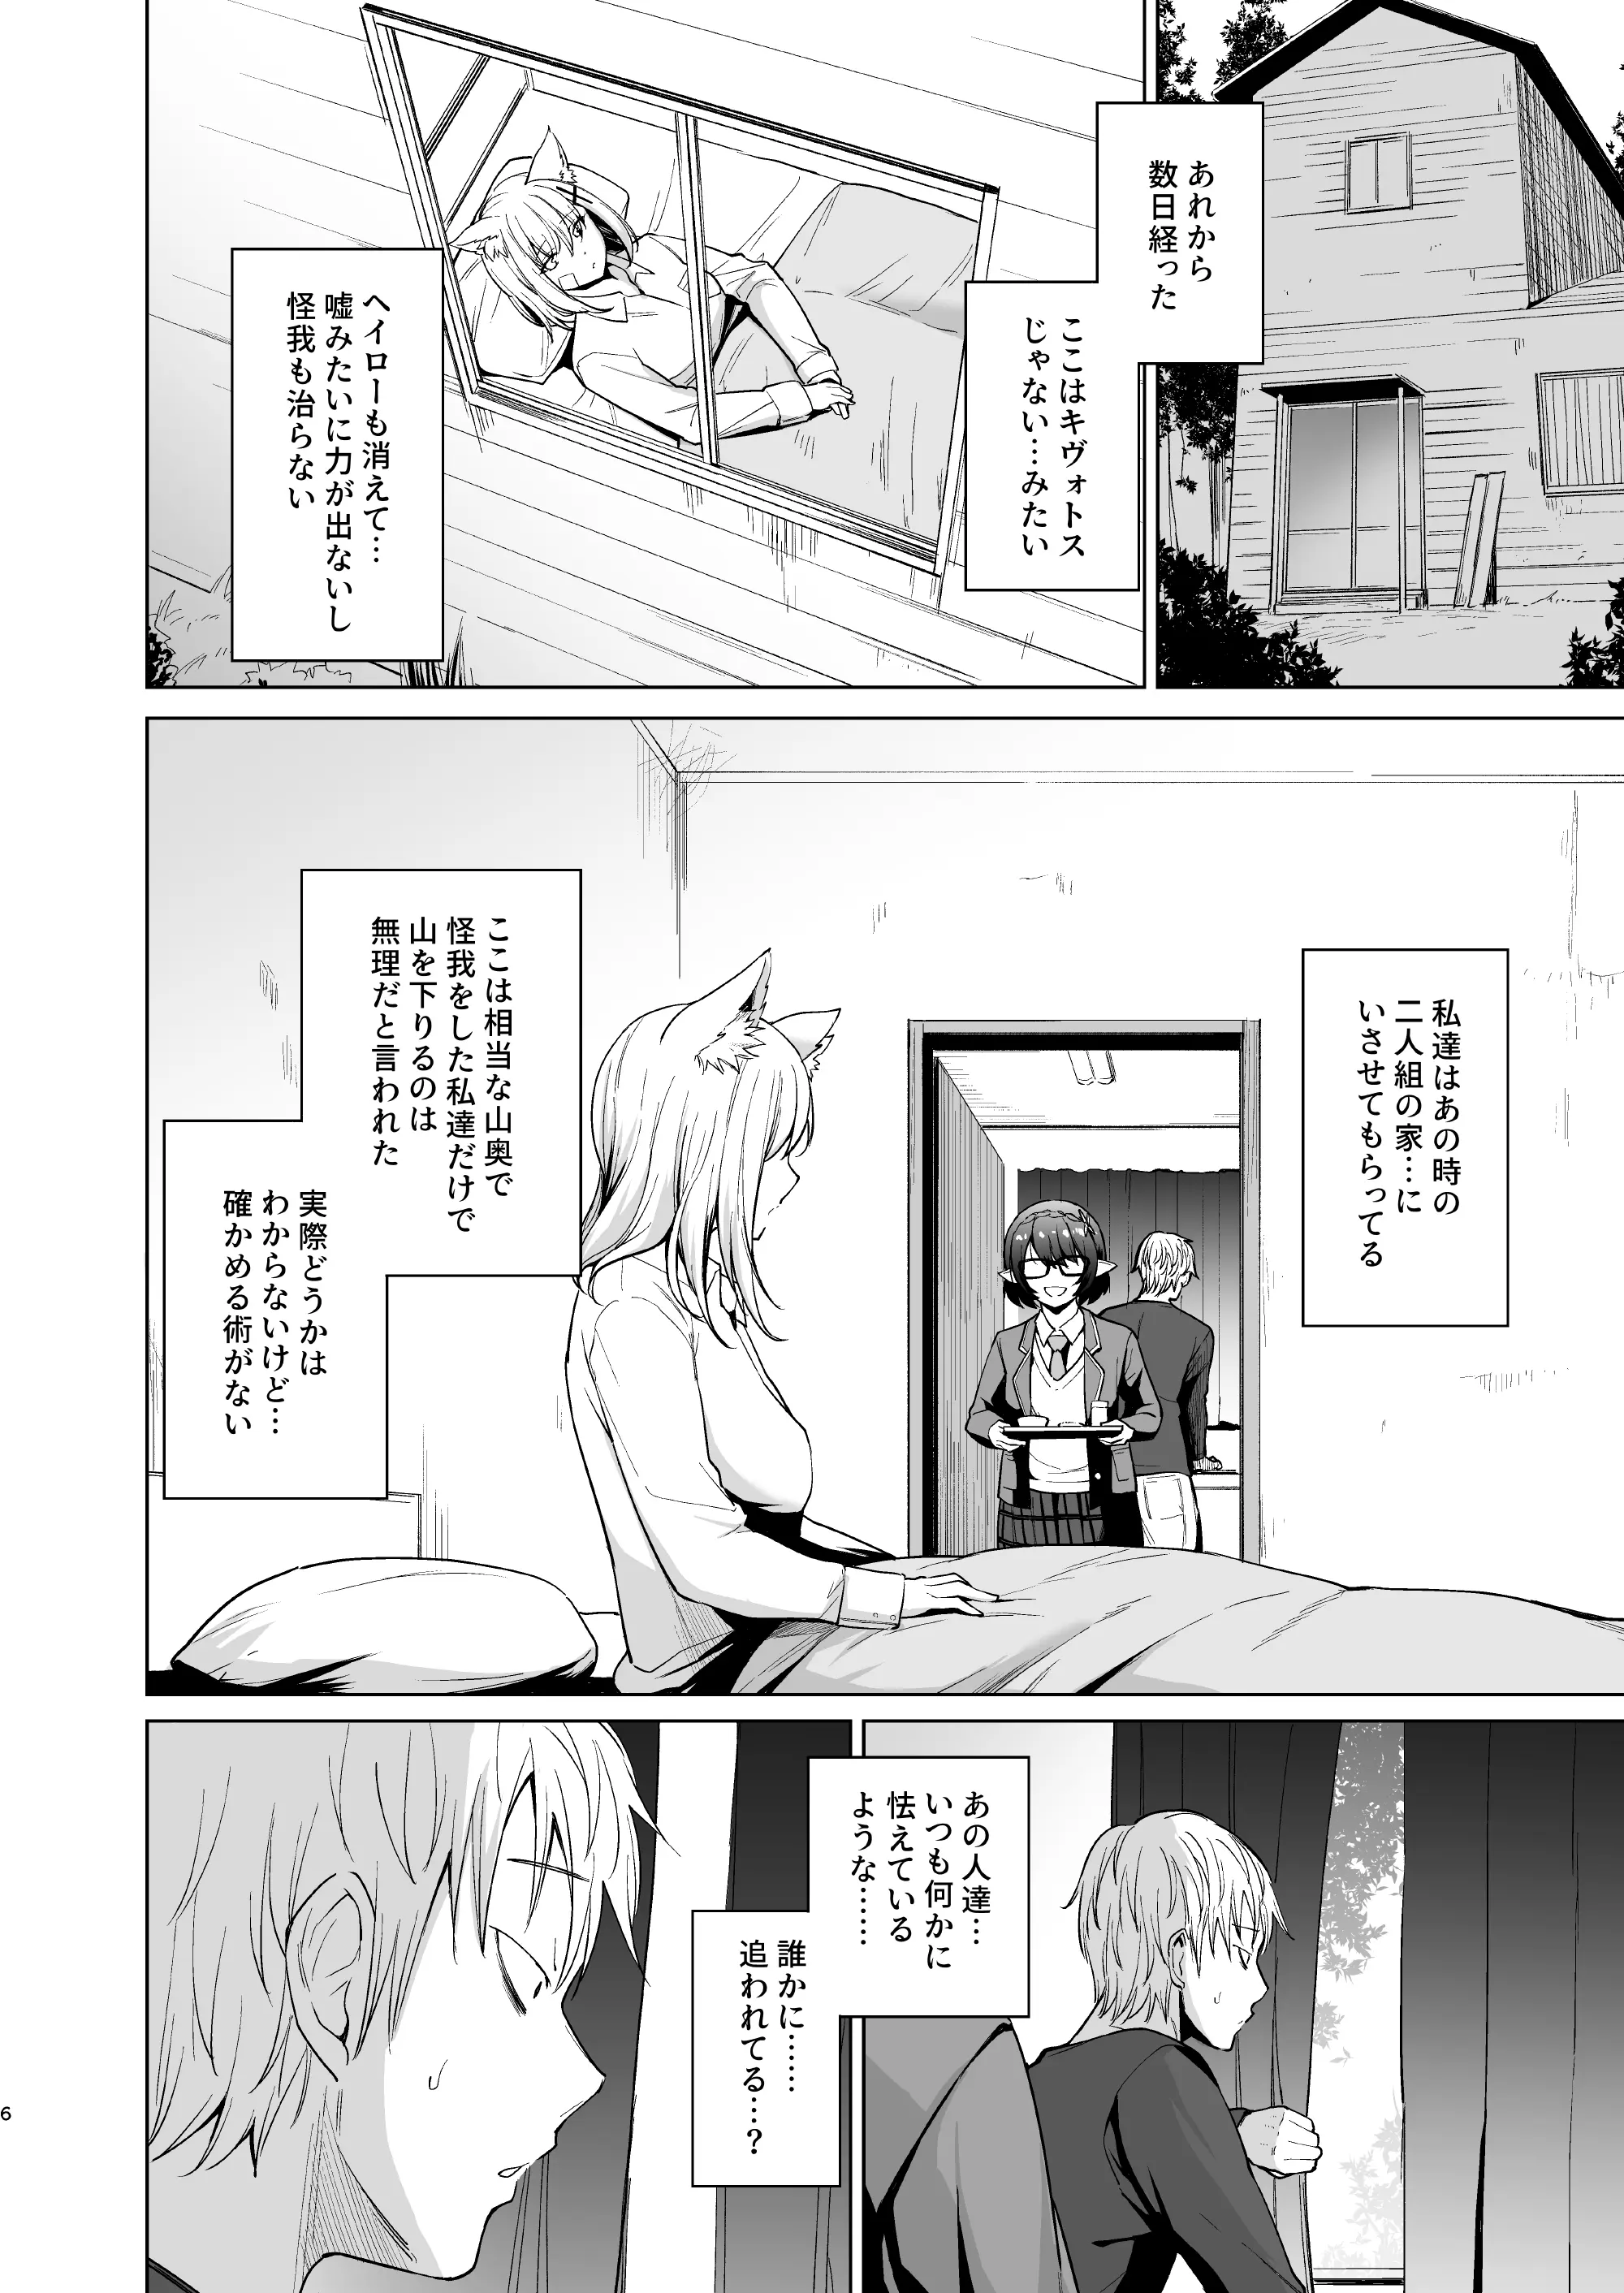 あれから
数日経った
ここはキヴォトス
じゃない…みたい
ヘイローも消えて…
嘘みたいに力が出ないし
怪我も治らない
私達はあの時の
二人組の家…に
いさせてもらってる
ここは相当な山奥で
怪我をした私達だけで
山を下りるのは
無理だと言われた
実際どうかは
わからないけど…
確かめる術がない
あの人達…
いつも何かに
怯えている
ような……
誰かに……
追われてる…？
6